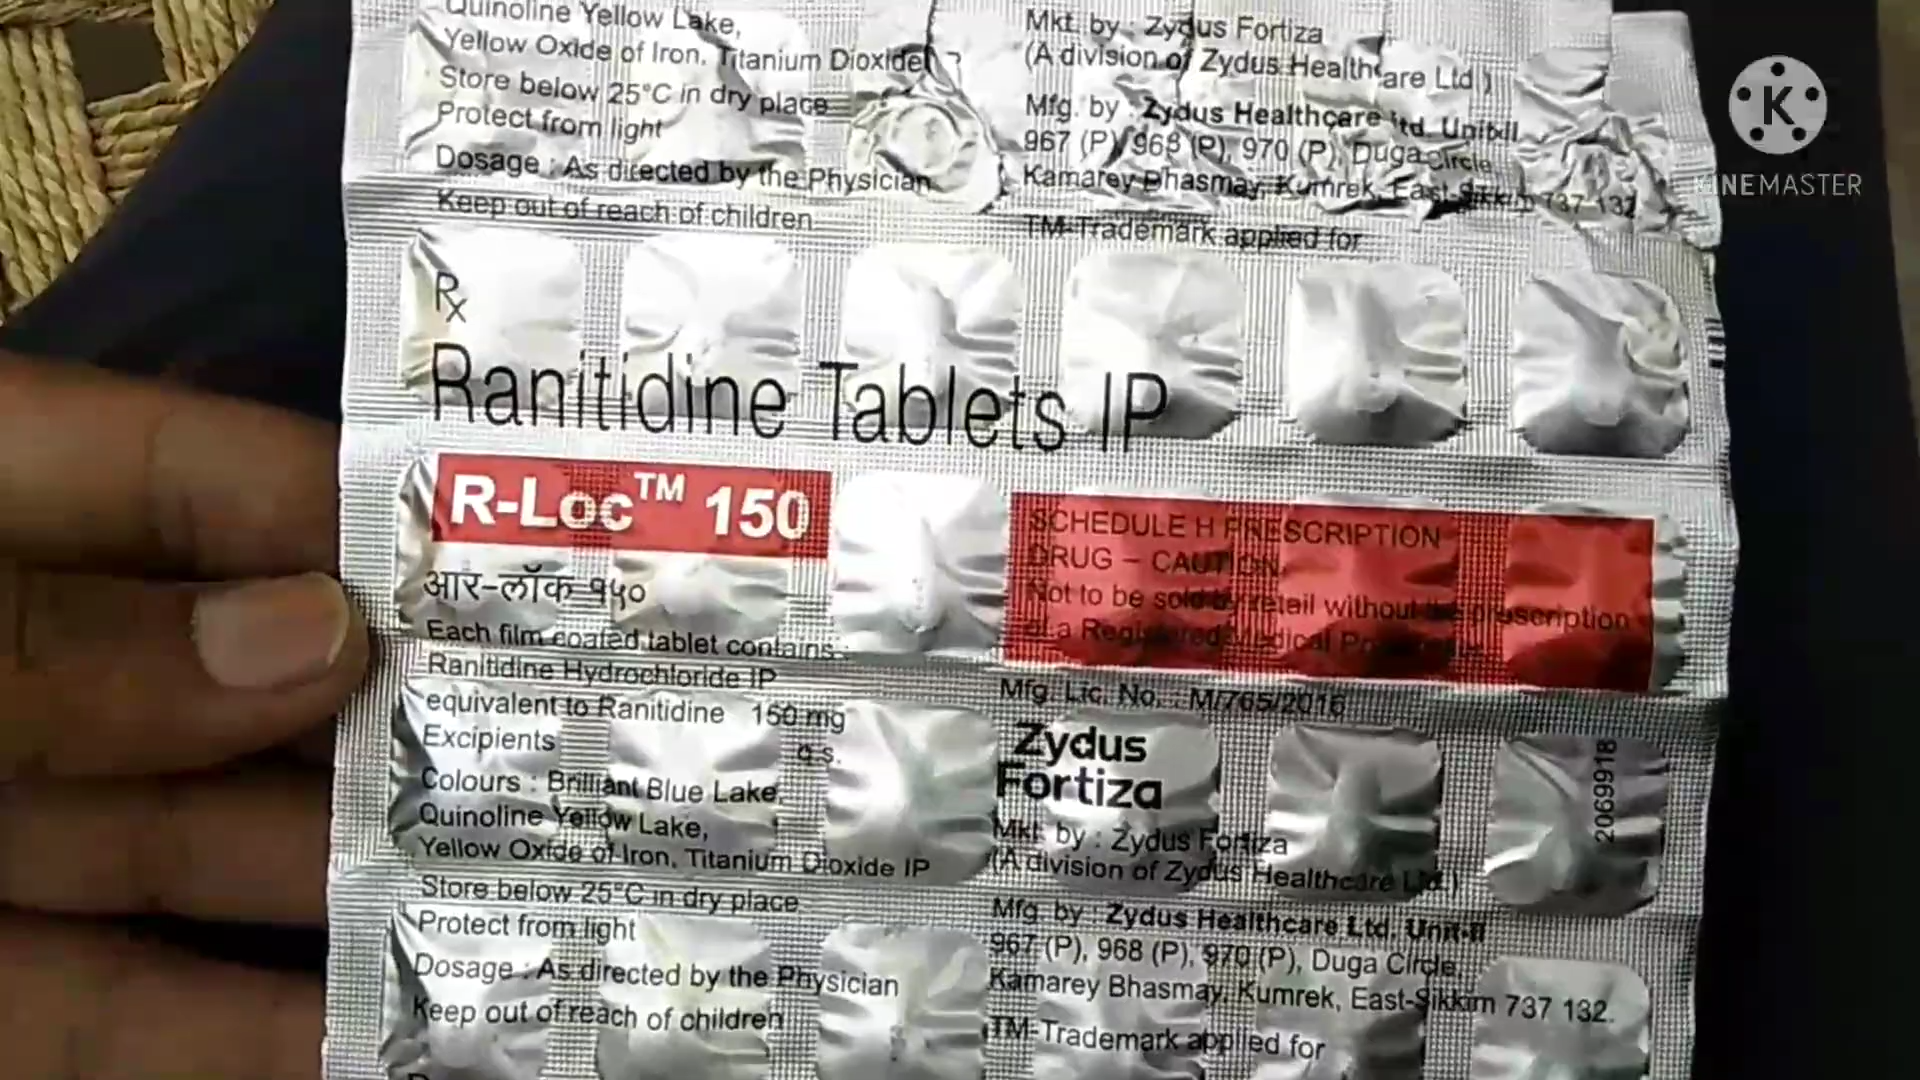 Quinoline Yellow Lake,
Yellow Oxide of Iron, Titanium Dioxide
Store below 25°C in dry place
Protect from light
Dosage : As directed by the Physician
Keep out of reach of children
Mkt. by : Zydus Fortiza
(A division of Zydus Healthcare Ltd.)
Mfg. by : Zydus Healthcare Ltd. Unit-II
967 (P), 968 (P), 970 (P), Duga Circle,
Kamarey Bhasmay, Kumrek, East-Sikkim 737 132.
TM-Trademark applied for
K
KINEMASTER
Rx
Ranitidine Tablets IP
R-Loc™ 150
आर-लॉक १५०
Each film coated tablet contains :
Ranitidine Hydrochloride IP
equivalent to Ranitidine 150 mg
Excipients q.s.
Colours : Brilliant Blue Lake,
Quinoline Yellow Lake,
Yellow Oxide of Iron, Titanium Dioxide IP
Store below 25°C in dry place
Protect from light
Dosage : As directed by the Physician
Keep out of reach of children
SCHEDULE H PRESCRIPTION
DRUG – CAUTION
Not to be sold by retail without the prescription
of a Registered Medical
Mfg. Lic. No. : M/765/2016
Zydus
Fortiza
Mkt. by : Zydus Fortiza
(A division of Zydus Healthcare Ltd.)
Mfg. by : Zydus Healthcare Ltd. Unit-II
967 (P), 968 (P), 970 (P), Duga Circle,
Kamarey Bhasmay, Kumrek, East-Sikkim 737 132.
TM-Trademark applied for
2069918